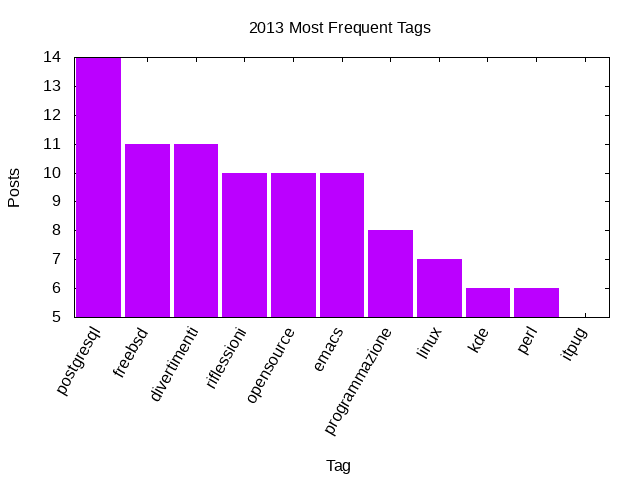 2013 Most Frequent Tags
14
13
12
11
10
9
8
7
6
5
Posts
postgresql
freebsd
divertimenti
riflessioni
opensource
emacs
programmazione
linux
kde
perl
itpug
Tag